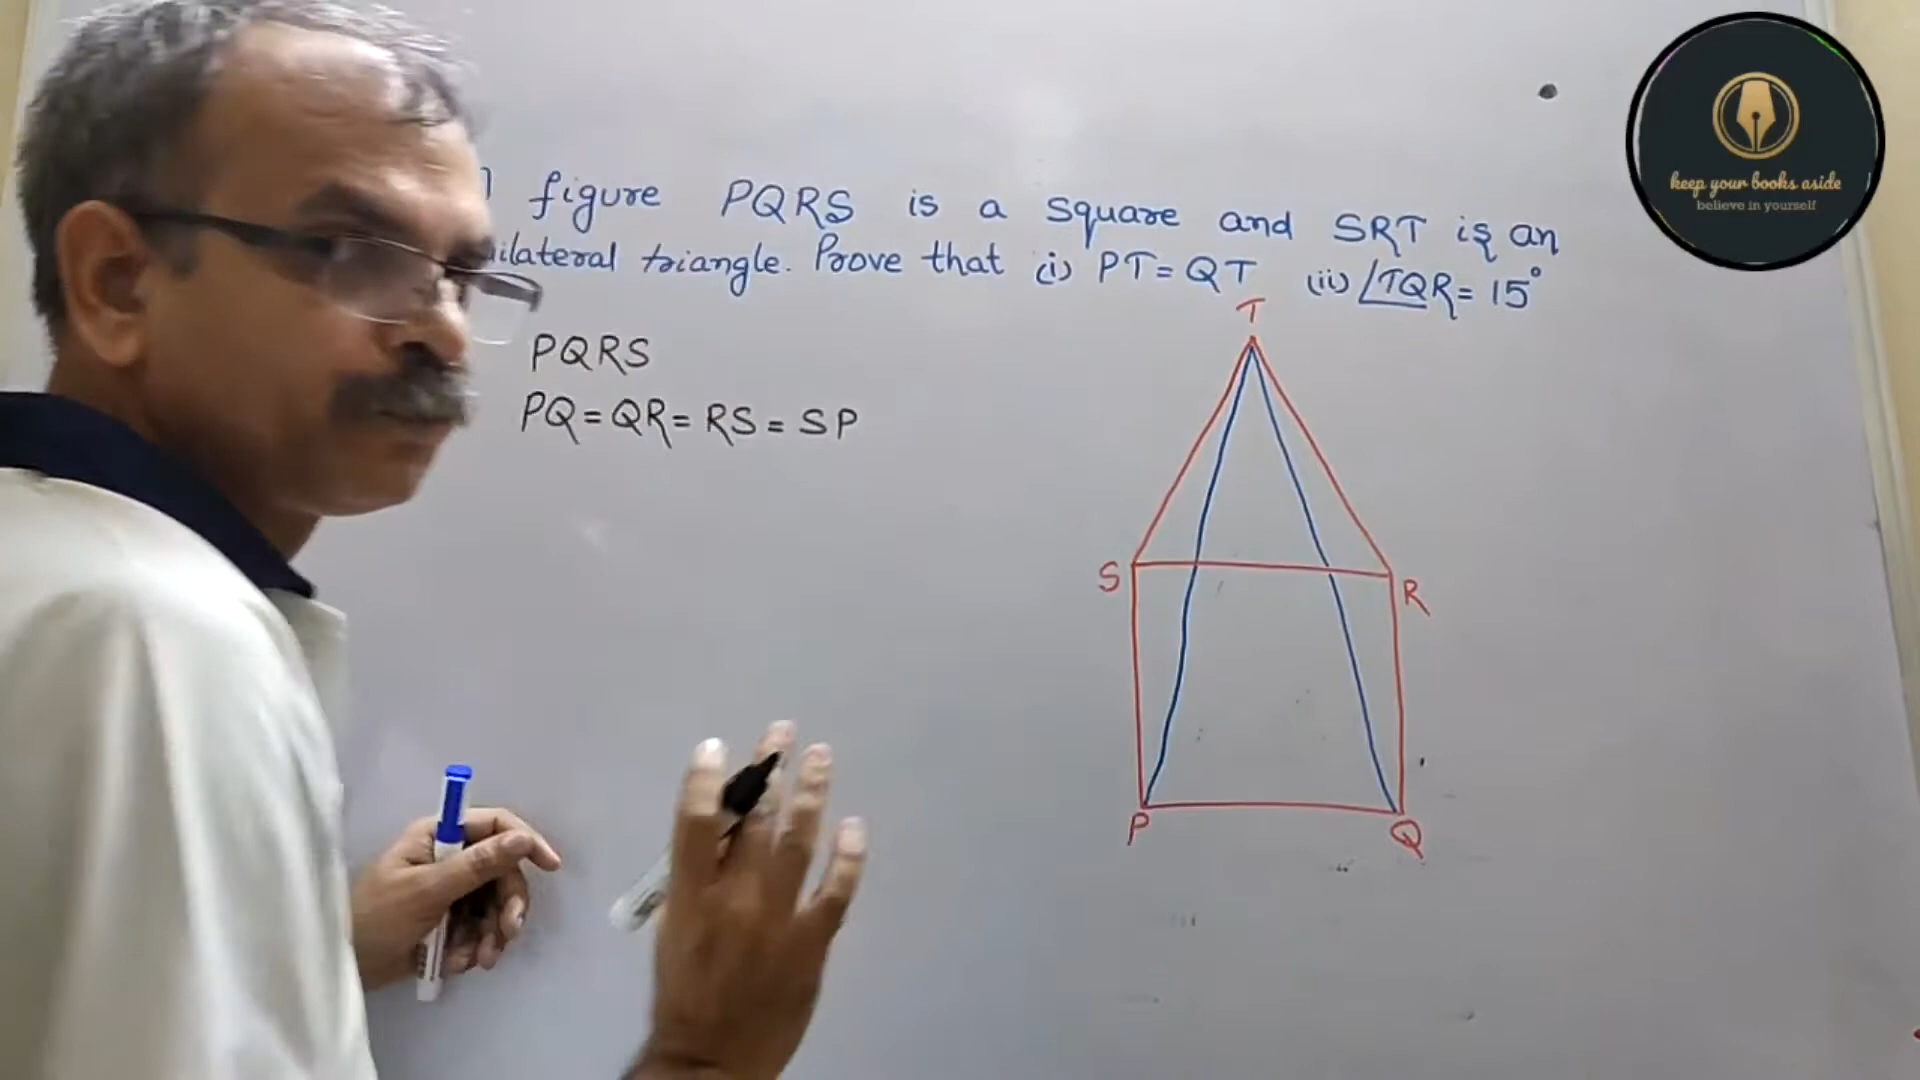 figure PQRS is a square and SRT is an
ilateral triangle. Prove that (i) PT = QT (ii) ∠TQR = 15°
PQRS
PQ = QR = RS = SP
T
S
R
P
Q
keep your books aside
believe in yourself